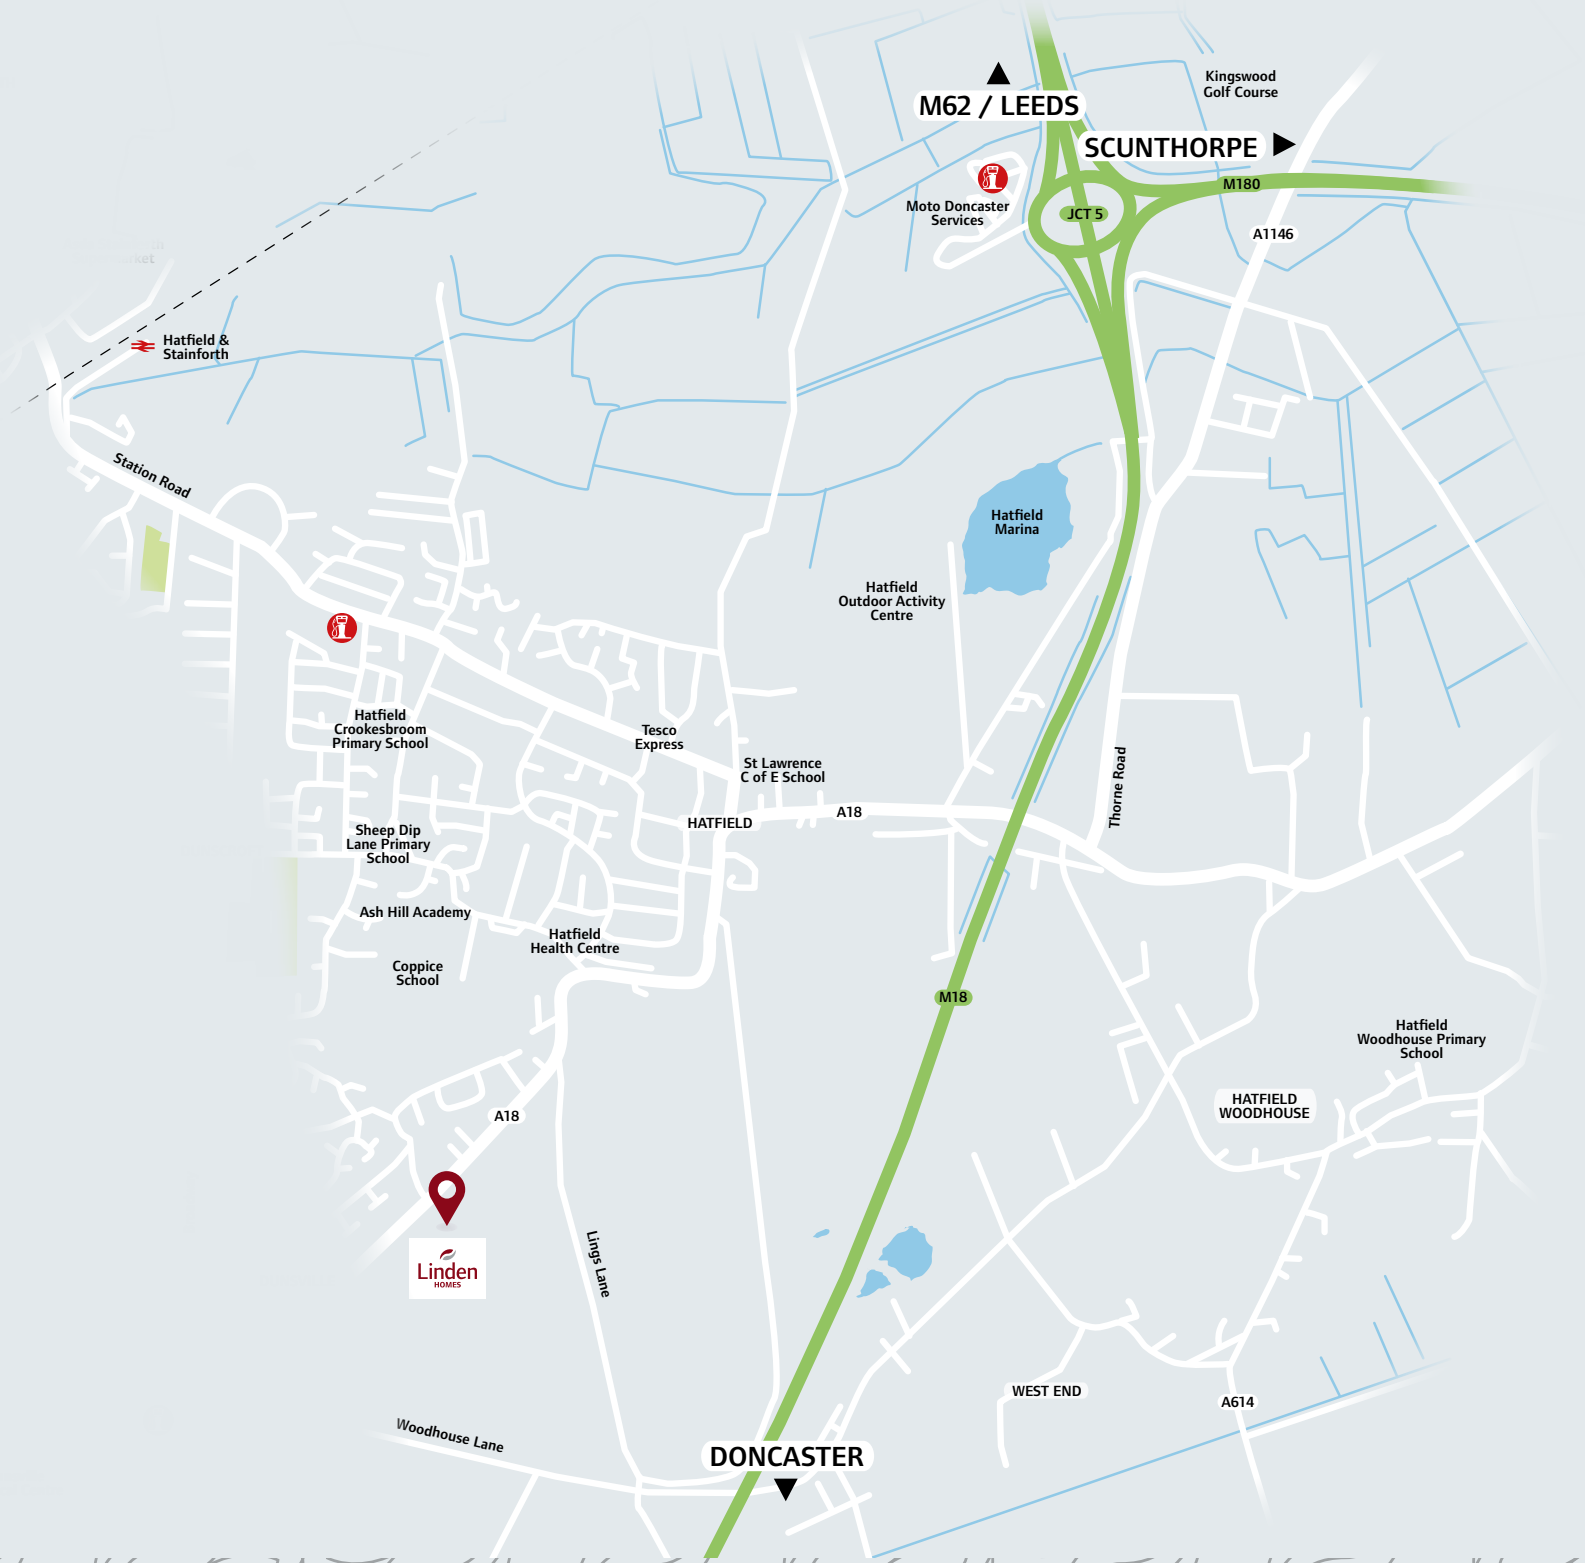 Kingswood
Golf Course
M62 / LEEDS
SCUNTHORPE
M180
Moto Doncaster
Services
JCT 5
A1146
Hatfield &
Stainforth
Station Road
Hatfield
Marina
Hatfield
Outdoor Activity
Centre
Hatfield
Crookesbroom
Primary School
Tesco
Express
St Lawrence
C of E School
Thorne Road
HATFIELD
A18
Sheep Dip
Lane Primary
School
Ash Hill Academy
Hatfield
Health Centre
Coppice
School
M18
Hatfield
Woodhouse Primary
School
HATFIELD
WOODHOUSE
A18
Linden
HOMES
Lings Lane
WEST END
A614
Woodhouse Lane
DONCASTER